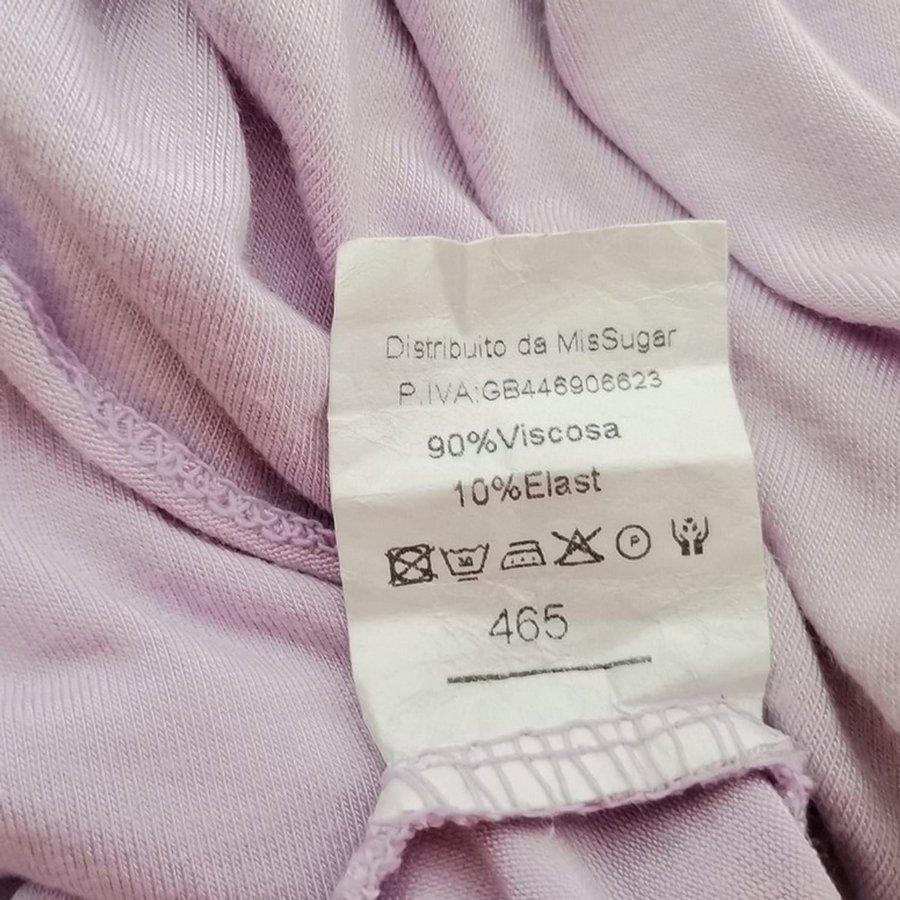 Distribuito da MisSugar
P.IVA:GB446906623
90%Viscosa
10%Elast
P
465